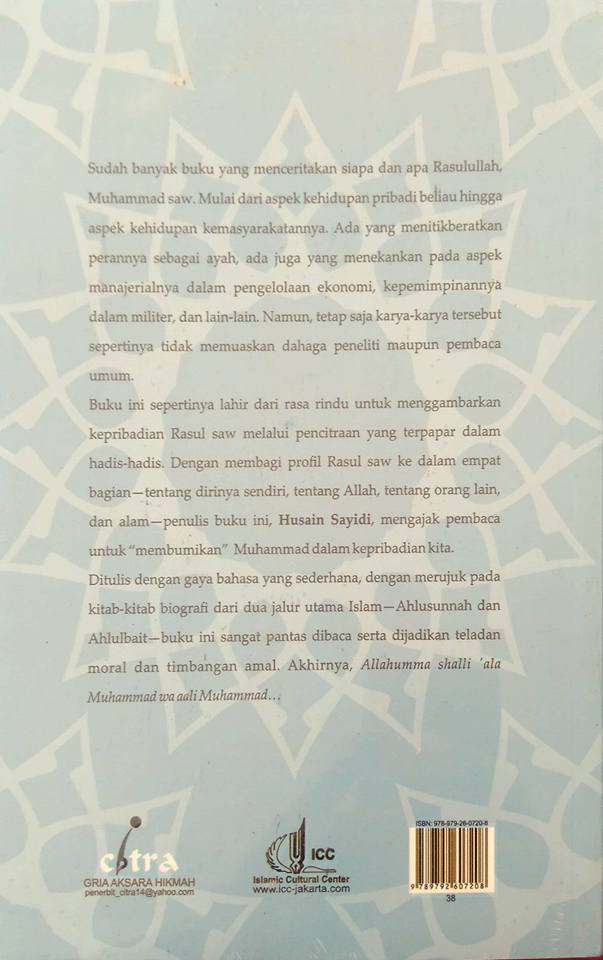 Sudah banyak buku yang menceritakan siapa dan apa Rasulullah,
Muhammad saw. Mulai dari aspek kehidupan pribadi beliau hingga
aspek kehidupan kemasyarakatannya. Ada yang menitikberatkan
perannya sebagai ayah, ada juga yang menekankan pada aspek
manajerialnya dalam pengelolaan ekonomi, kepemimpinannya
dalam militer, dan lain-lain. Namun, tetap saja karya-karya tersebut
sepertinya tidak memuaskan dahaga peneliti maupun pembaca
umum.
Buku ini sepertinya lahir dari rasa rindu untuk menggambarkan
kepribadian Rasul saw melalui pencitraan yang terpapar dalam
hadis-hadis. Dengan membagi profil Rasul saw ke dalam empat
bagian—tentang dirinya sendiri, tentang Allah, tentang orang lain,
dan alam—penulis buku ini, Husain Sayidi, mengajak pembaca
untuk “membumikan” Muhammad dalam kepribadian kita.
Ditulis dengan gaya bahasa yang sederhana, dengan merujuk pada
kitab-kitab biografi dari dua jalur utama Islam—Ahlusunnah dan
Ahlulbait—buku ini sangat pantas dibaca serta dijadikan teladan
moral dan timbangan amal. Akhirnya, Allahumma shalli 'ala
Muhammad wa aali Muhammad...
citra
GRIA AKSARA HIKMAH
penerbit_citra14@yahoo.com
ICC
Islamic Cultural Center
www.icc-jakarta.com
ISBN: 978-979-26-0720-8
9 789792 607208
38